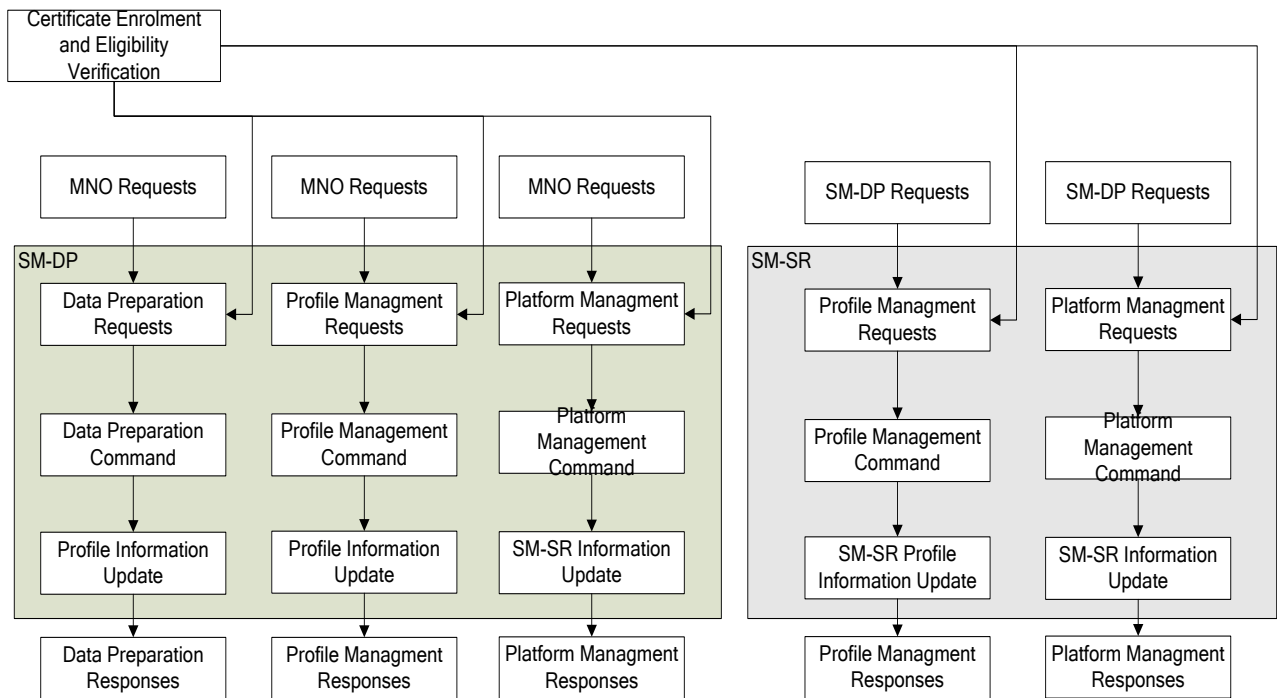 Certificate Enrolment
and Eligibility
Verification
MNO Requests
MNO Requests
MNO Requests
SM-DP Requests
SM-DP Requests
SM-DP
SM-SR
Data Preparation
Requests
Profile Managment
Requests
Platform Managment
Requests
Profile Managment
Requests
Platform Managment
Requests
Data Preparation
Command
Profile Management
Command
Platform
Management
Command
Profile Management
Command
Platform
Management
Command
Profile Information
Update
Profile Information
Update
SM-SR Information
Update
SM-SR Profile
Information Update
SM-SR Information
Update
Data Preparation
Responses
Profile Managment
Responses
Platform Managment
Responses
Profile Managment
Responses
Platform Managment
Responses